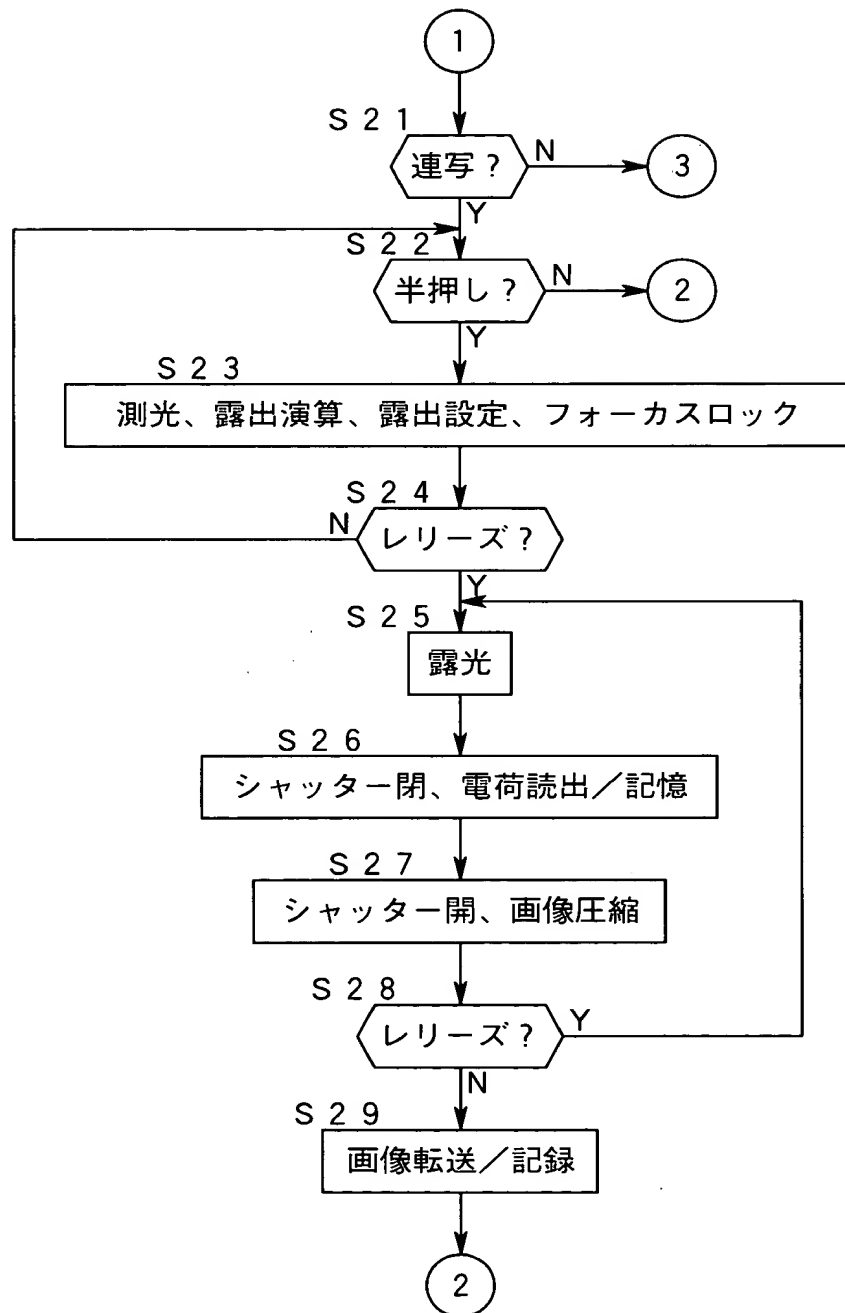 1
S21
連写?
N
3
Y
S22
半押し?
N
2
Y
S23
測光、露出演算、露出設定、フォーカスロック
S24
N
レリーズ?
Y
S25
露光
S26
シャッター閉、電荷読出/記憶
S27
シャッター開、画像圧縮
S28
レリーズ?
Y
N
S29
画像転送/記録
2